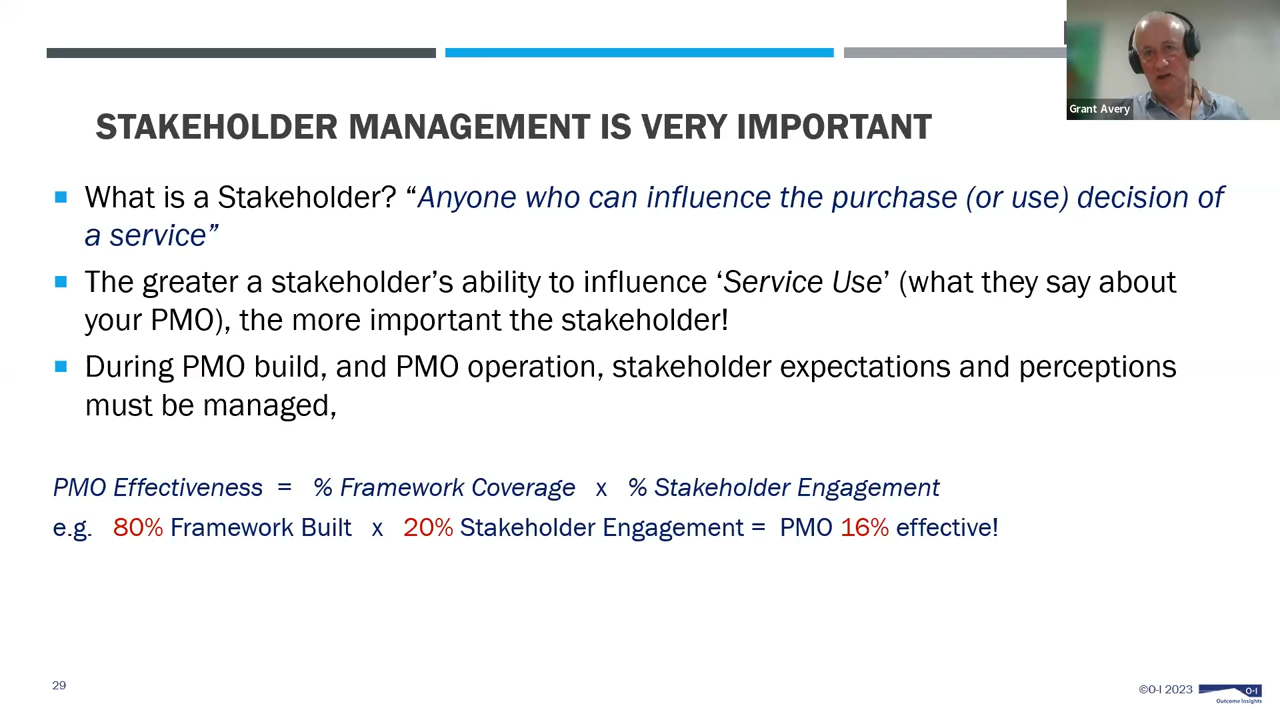 Grant Avery
STAKEHOLDER MANAGEMENT IS VERY IMPORTANT
What is a Stakeholder? “Anyone who can influence the purchase (or use) decision of
a service”
The greater a stakeholder’s ability to influence ‘Service Use’ (what they say about
your PMO), the more important the stakeholder!
During PMO build, and PMO operation, stakeholder expectations and perceptions
must be managed,
PMO Effectiveness = % Framework Coverage x % Stakeholder Engagement
e.g. 80% Framework Built x 20% Stakeholder Engagement = PMO 16% effective!
29
©O-I 2023
O-I
Outcome Insights